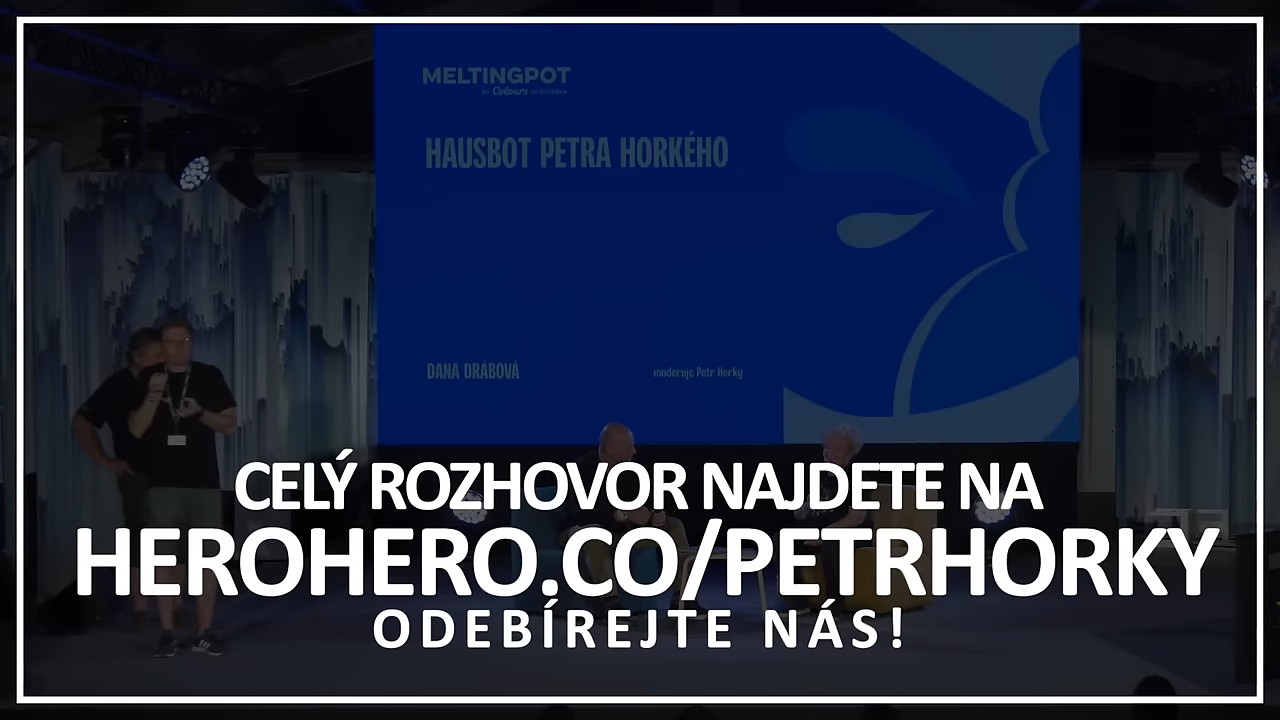 MELTINGPOT
BY Colours OF OSTRAVA
HAUSBOT PETRA HORKÉHO
DANA DRÁBOVÁ
moderuje Petr Horky
CELÝ ROZHOVOR NAJDETE NA
HEROHERO.CO/PETRHORKY
ODEBÍREJTE NÁS!